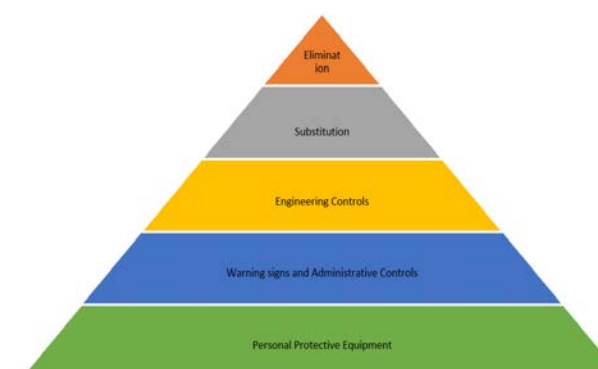 Eliminat
ion
Substitution
Engineering Controls
Warning signs and Administrative Controls
Personal Protective Equipment